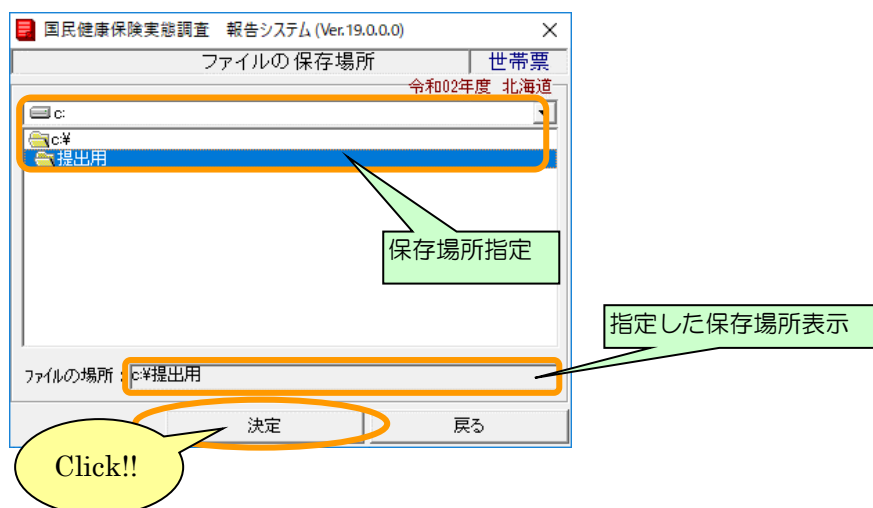 国民健康保険実態調査　報告システム (Ver.19.0.0.0)
ファイルの保存場所
世帯票
令和02年度 北海道
c:
c:¥
提出用
保存場所指定
指定した保存場所表示
ファイルの場所：c:¥提出用
決定
戻る
Click!!